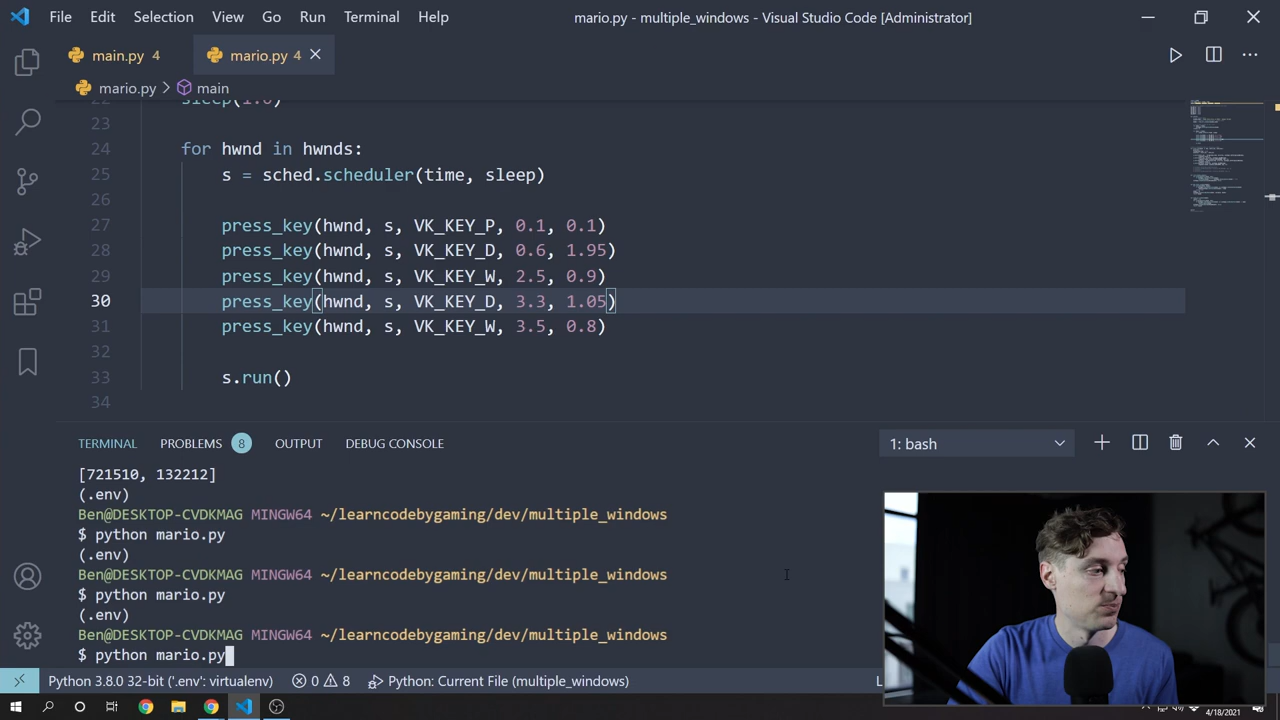 File Edit Selection View Go Run Terminal Help mario.py - multiple_windows - Visual Studio Code [Administrator]
main.py 4 mario.py 4
mario.py > main
22 sleep(1.0)
23
24 for hwnd in hwnds:
25 s = sched.scheduler(time, sleep)
26
27 press_key(hwnd, s, VK_KEY_P, 0.1, 0.1)
28 press_key(hwnd, s, VK_KEY_D, 0.6, 1.95)
29 press_key(hwnd, s, VK_KEY_W, 2.5, 0.9)
30 press_key(hwnd, s, VK_KEY_D, 3.3, 1.05)
31 press_key(hwnd, s, VK_KEY_W, 3.5, 0.8)
32
33 s.run()
34
TERMINAL PROBLEMS 8 OUTPUT DEBUG CONSOLE 1: bash
[721510, 132212]
(.env)
Ben@DESKTOP-CVDKMAG MINGW64 ~/learncodebygaming/dev/multiple_windows
$ python mario.py
(.env)
Ben@DESKTOP-CVDKMAG MINGW64 ~/learncodebygaming/dev/multiple_windows
$ python mario.py
(.env)
Ben@DESKTOP-CVDKMAG MINGW64 ~/learncodebygaming/dev/multiple_windows
$ python mario.py
Python 3.8.0 32-bit ('.env': virtualenv) 0 8 Python: Current File (multiple_windows) L
4/18/2021